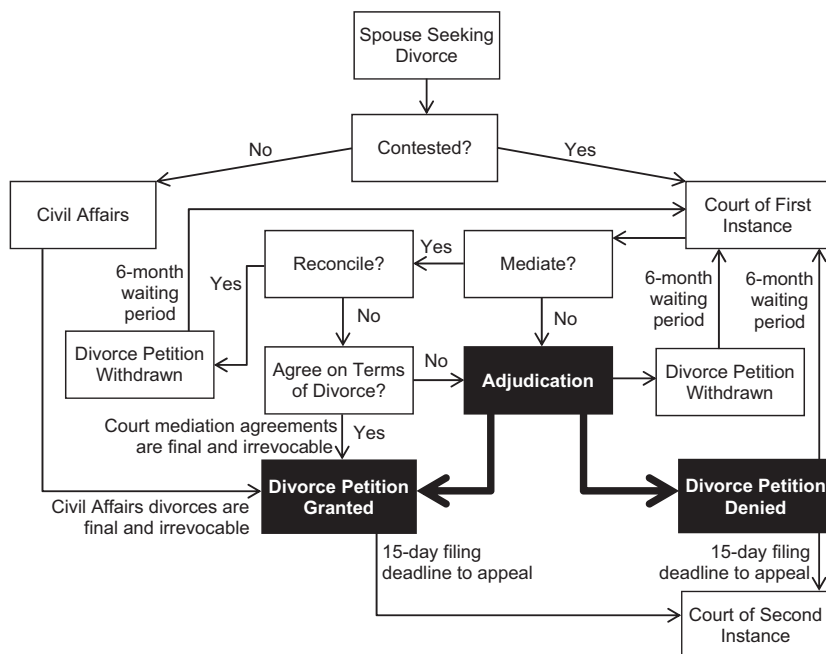 Spouse Seeking
Divorce
Contested?
No
Yes
Civil Affairs
Court of First
Instance
Reconcile?
Yes
Mediate?
6-month
waiting
period
Yes
6-month
waiting
period
6-month
waiting
period
No
No
Divorce Petition
Withdrawn
Agree on Terms
of Divorce?
No
Adjudication
Divorce Petition
Withdrawn
Court mediation agreements
are final and irrevocable
Yes
Divorce Petition
Granted
Divorce Petition
Denied
Civil Affairs divorces are
final and irrevocable
15-day filing
deadline to appeal
15-day filing
deadline to appeal
Court of Second
Instance